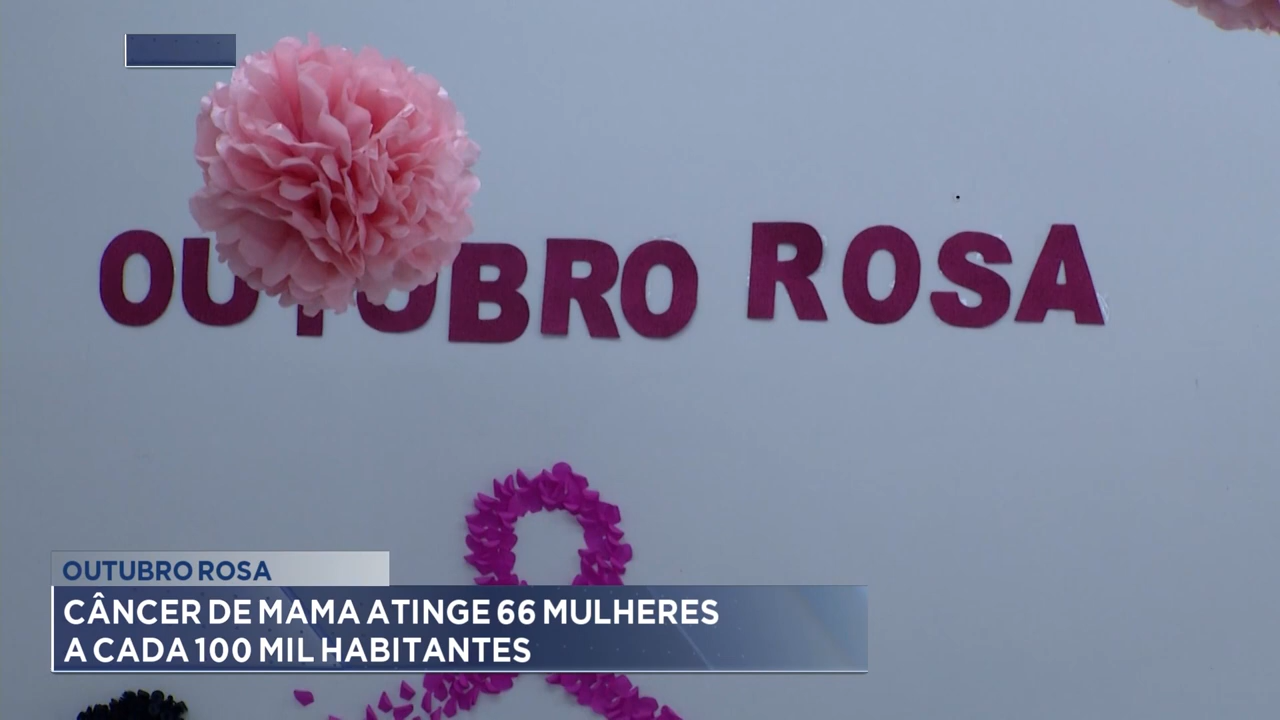 OUTUBRO ROSA
OUTUBRO ROSA
CÂNCER DE MAMA ATINGE 66 MULHERES
A CADA 100 MIL HABITANTES